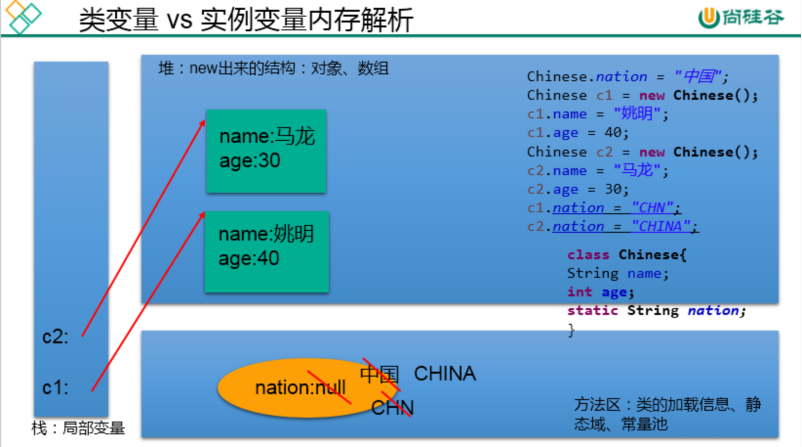 类变量 vs 实例变量内存解析
尚硅谷
堆：new出来的结构：对象、数组
name:马龙
age:30
name:姚明
age:40
Chinese.nation = "中国";
Chinese c1 = new Chinese();
c1.name = "姚明";
c1.age = 40;
Chinese c2 = new Chinese();
c2.name = "马龙";
c2.age = 30;
c1.nation = "CHN";
c2.nation = "CHINA";
class Chinese{
String name;
int age;
static String nation;
}
c2:
c1:
栈：局部变量
nation:null
中国 CHINA
CHN
方法区：类的加载信息、静
态域、常量池